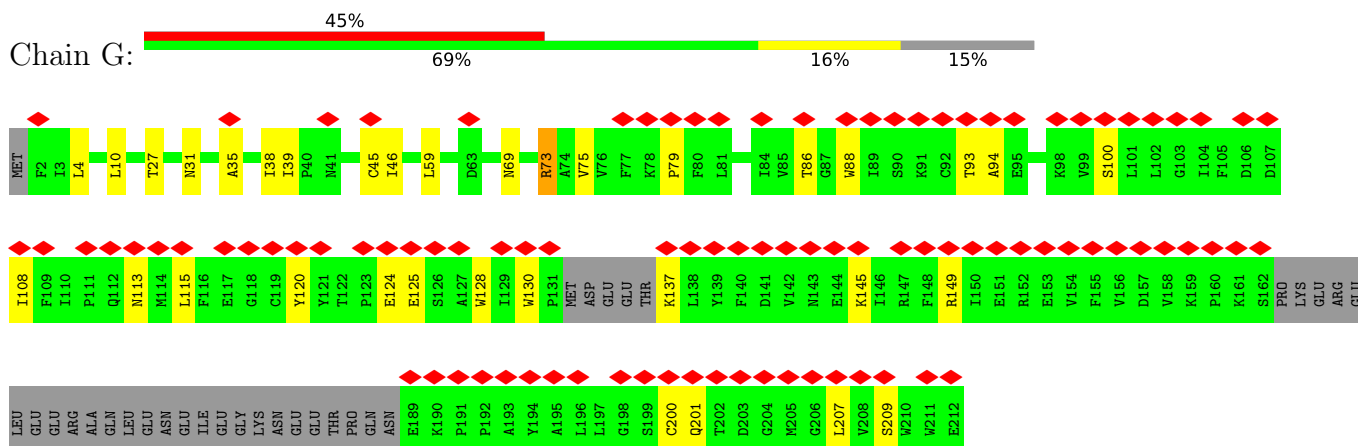 45%
Chain G:
69% 16% 15%
MET F2 I3 L4 L10 T27 N31 A35 I38 I39 P40 N41 C45 I46 L59 D63 N69 R73 A74 V75 V76 F77 K78 P79 F80 L81 I84 V85 T86 G87 W88 I89 S90 K91 C92 T93 A94 E95 K98 V99 S100 L101 L102 G103 I104 F105 D106 D107
I108 F109 I110 P111 Q112 N113 M114 L115 F116 E117 G118 G119 Y120 Y121 T122 P123 E124 E125 S126 A127 W128 I129 W130 P131 MET ASP GLU GLU THR K137 L138 Y139 F140 D141 V142 N143 E144 K145 I146 R147 F148 R149 I150 E151 R152 E153 V154 F155 V156 D157 V158 K159 P160 K161 S162 PRO LYS GLU ARG GLU
LEU GLU GLU ARG ALA GLN LEU GLU ASN GLU ILE GLU GLY LYS ASN GLU GLU THR PRO GLN ASN E189 K190 P191 P192 A193 Y194 A195 L196 L197 G198 S199 C200 Q201 T202 D203 G204 M205 G206 L207 V208 S209 W210 W211 E212